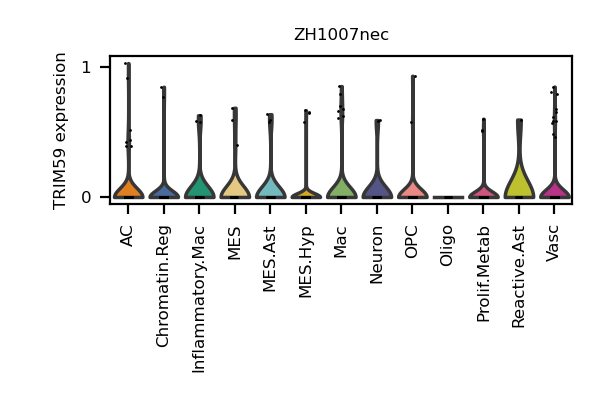 ZH1007nec
TRIM59 expression
1
0
AC
Chromatin.Reg
Inflammatory.Mac
MES
MES.Ast
MES.Hyp
Mac
Neuron
OPC
Oligo
Prolif.Metab
Reactive.Ast
Vasc